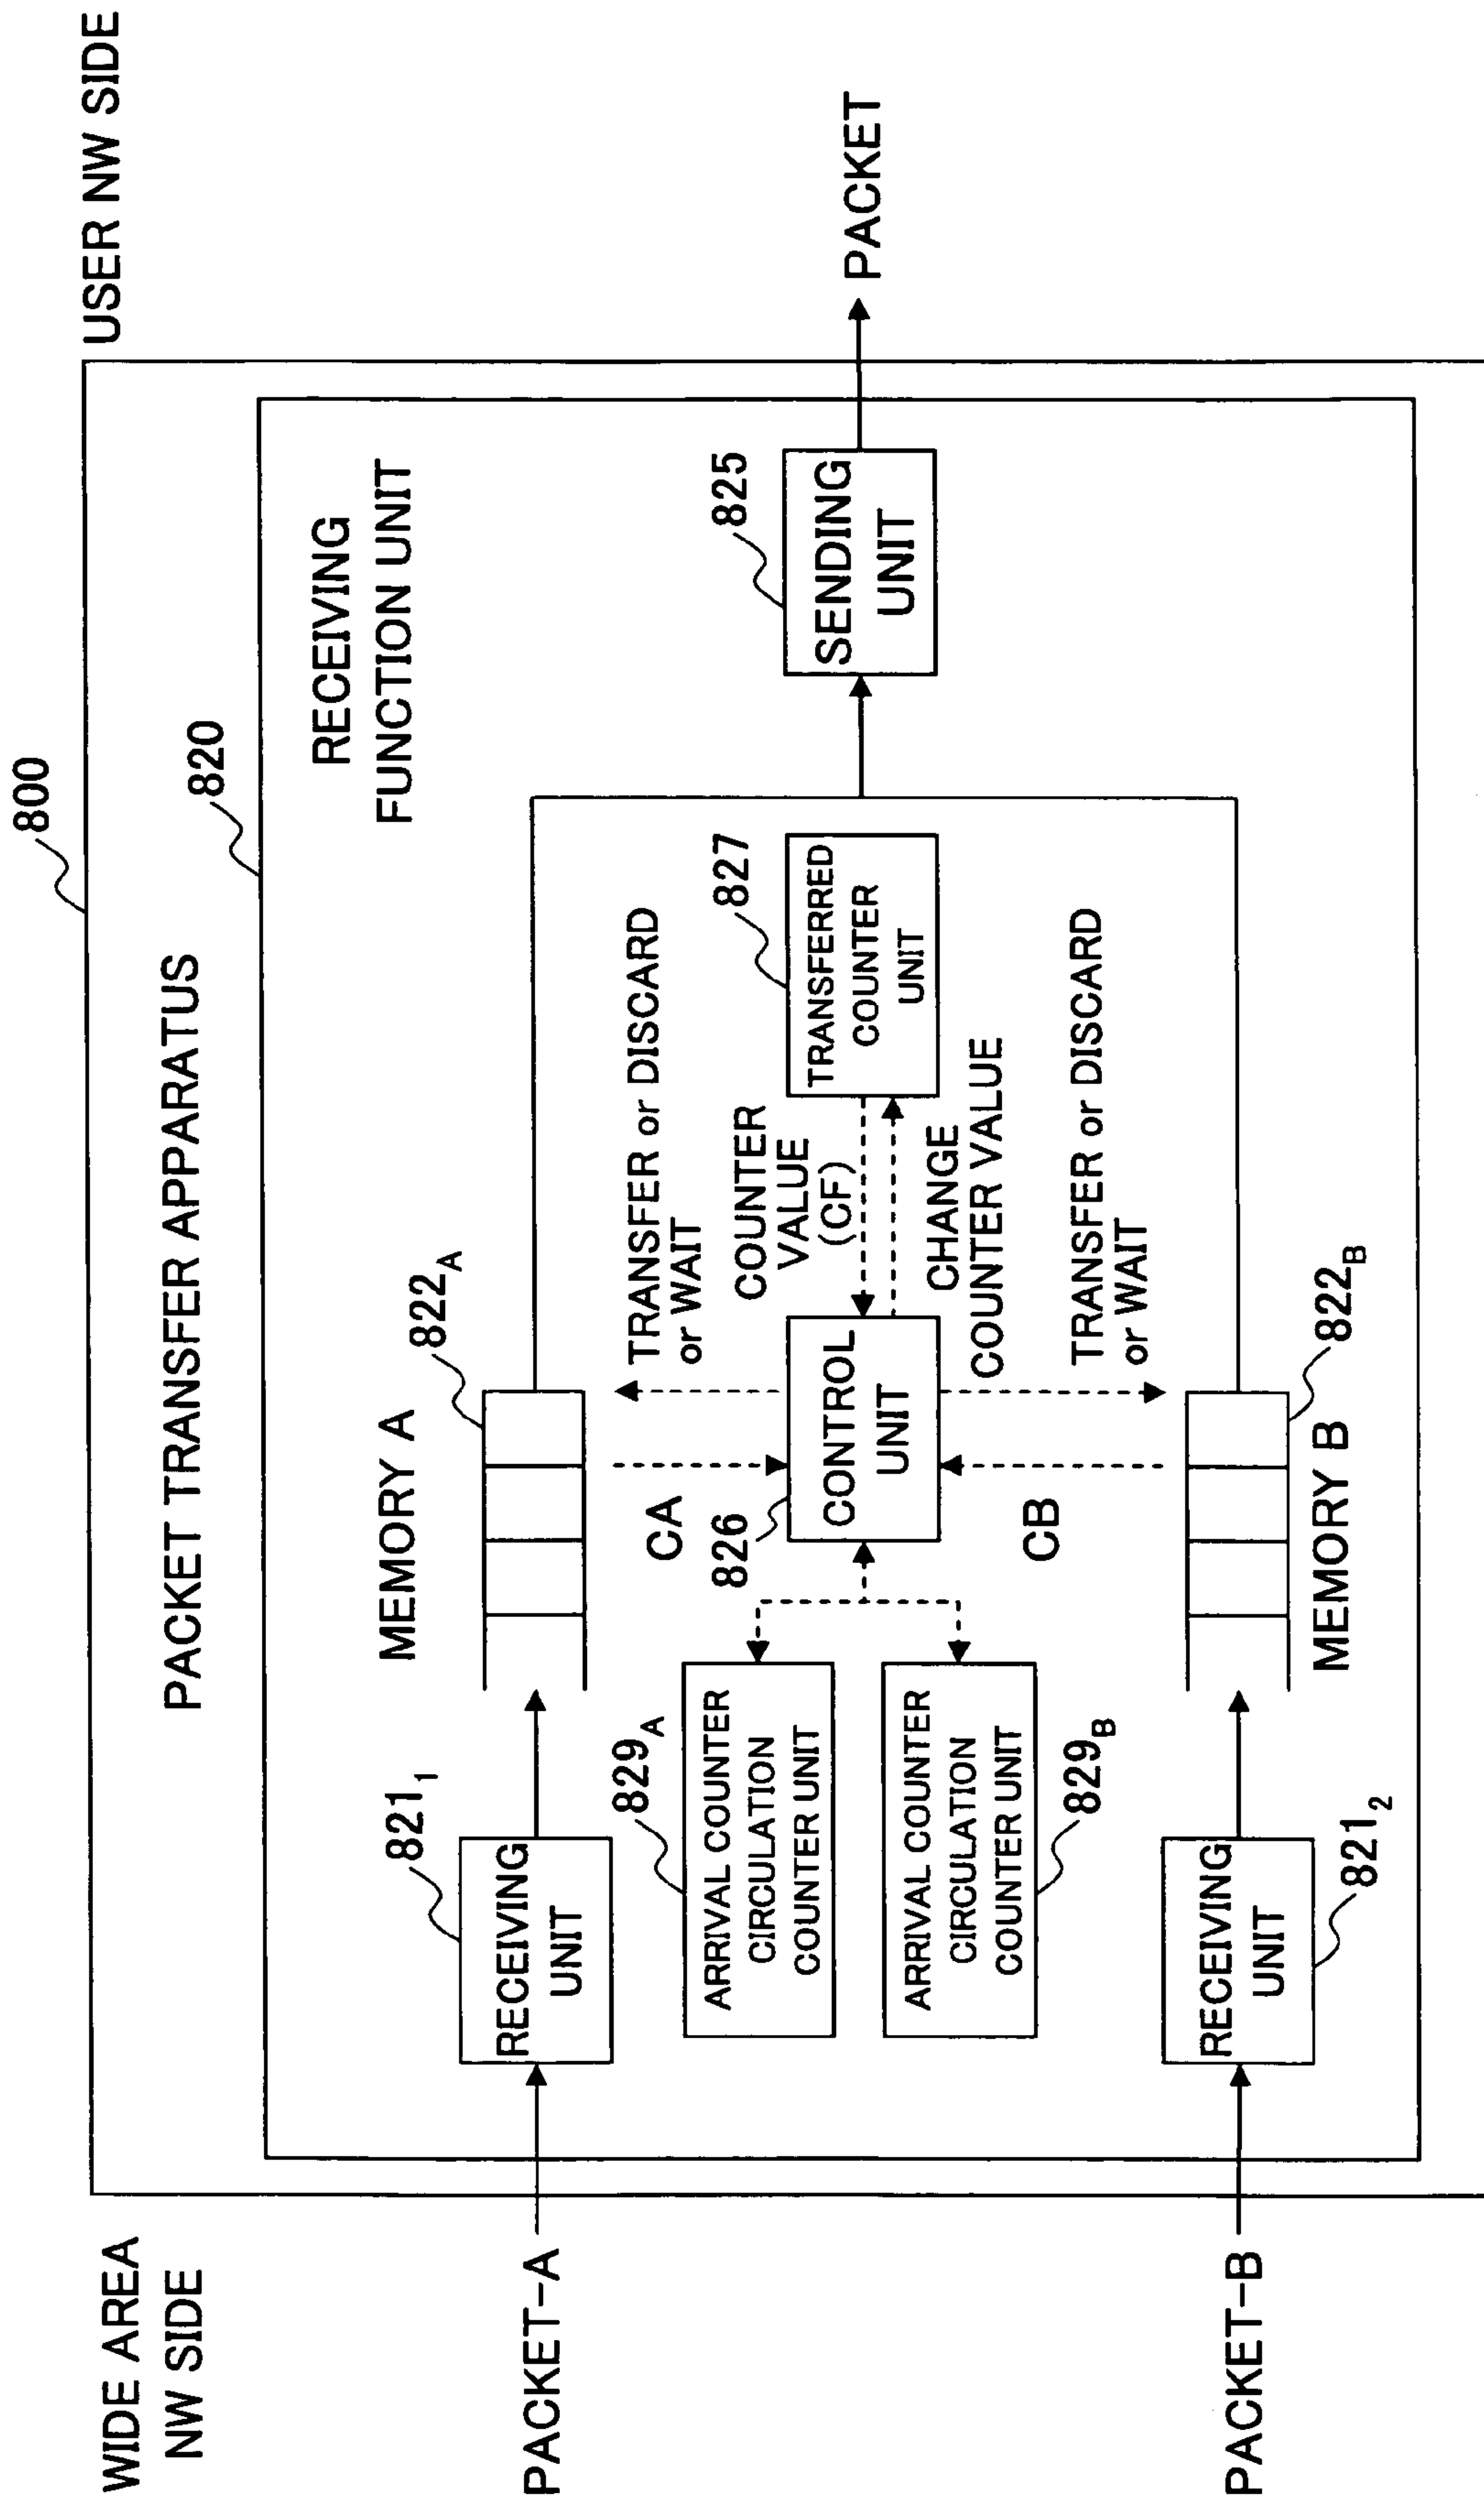 800
WIDE AREA
NW SIDE
USER NW SIDE
PACKET TRANSFER APPARATUS
820
RECEIVING
FUNCTION UNIT
MEMORY A
822A
8211
RECEIVING
UNIT
PACKET-A
TRANSFER or DISCARD
or WAIT
CA
829A
ARRIVAL COUNTER
CIRCULATION
COUNTER UNIT
826
CONTROL
UNIT
COUNTER
VALUE
(CF)
827
TRANSFERRED
COUNTER
UNIT
825
SENDING
UNIT
PACKET
ARRIVAL COUNTER
CIRCULATION
COUNTER UNIT
829B
CHANGE
COUNTER VALUE
CB
TRANSFER or DISCARD
or WAIT
PACKET-B
RECEIVING
UNIT
8212
822B
MEMORY B